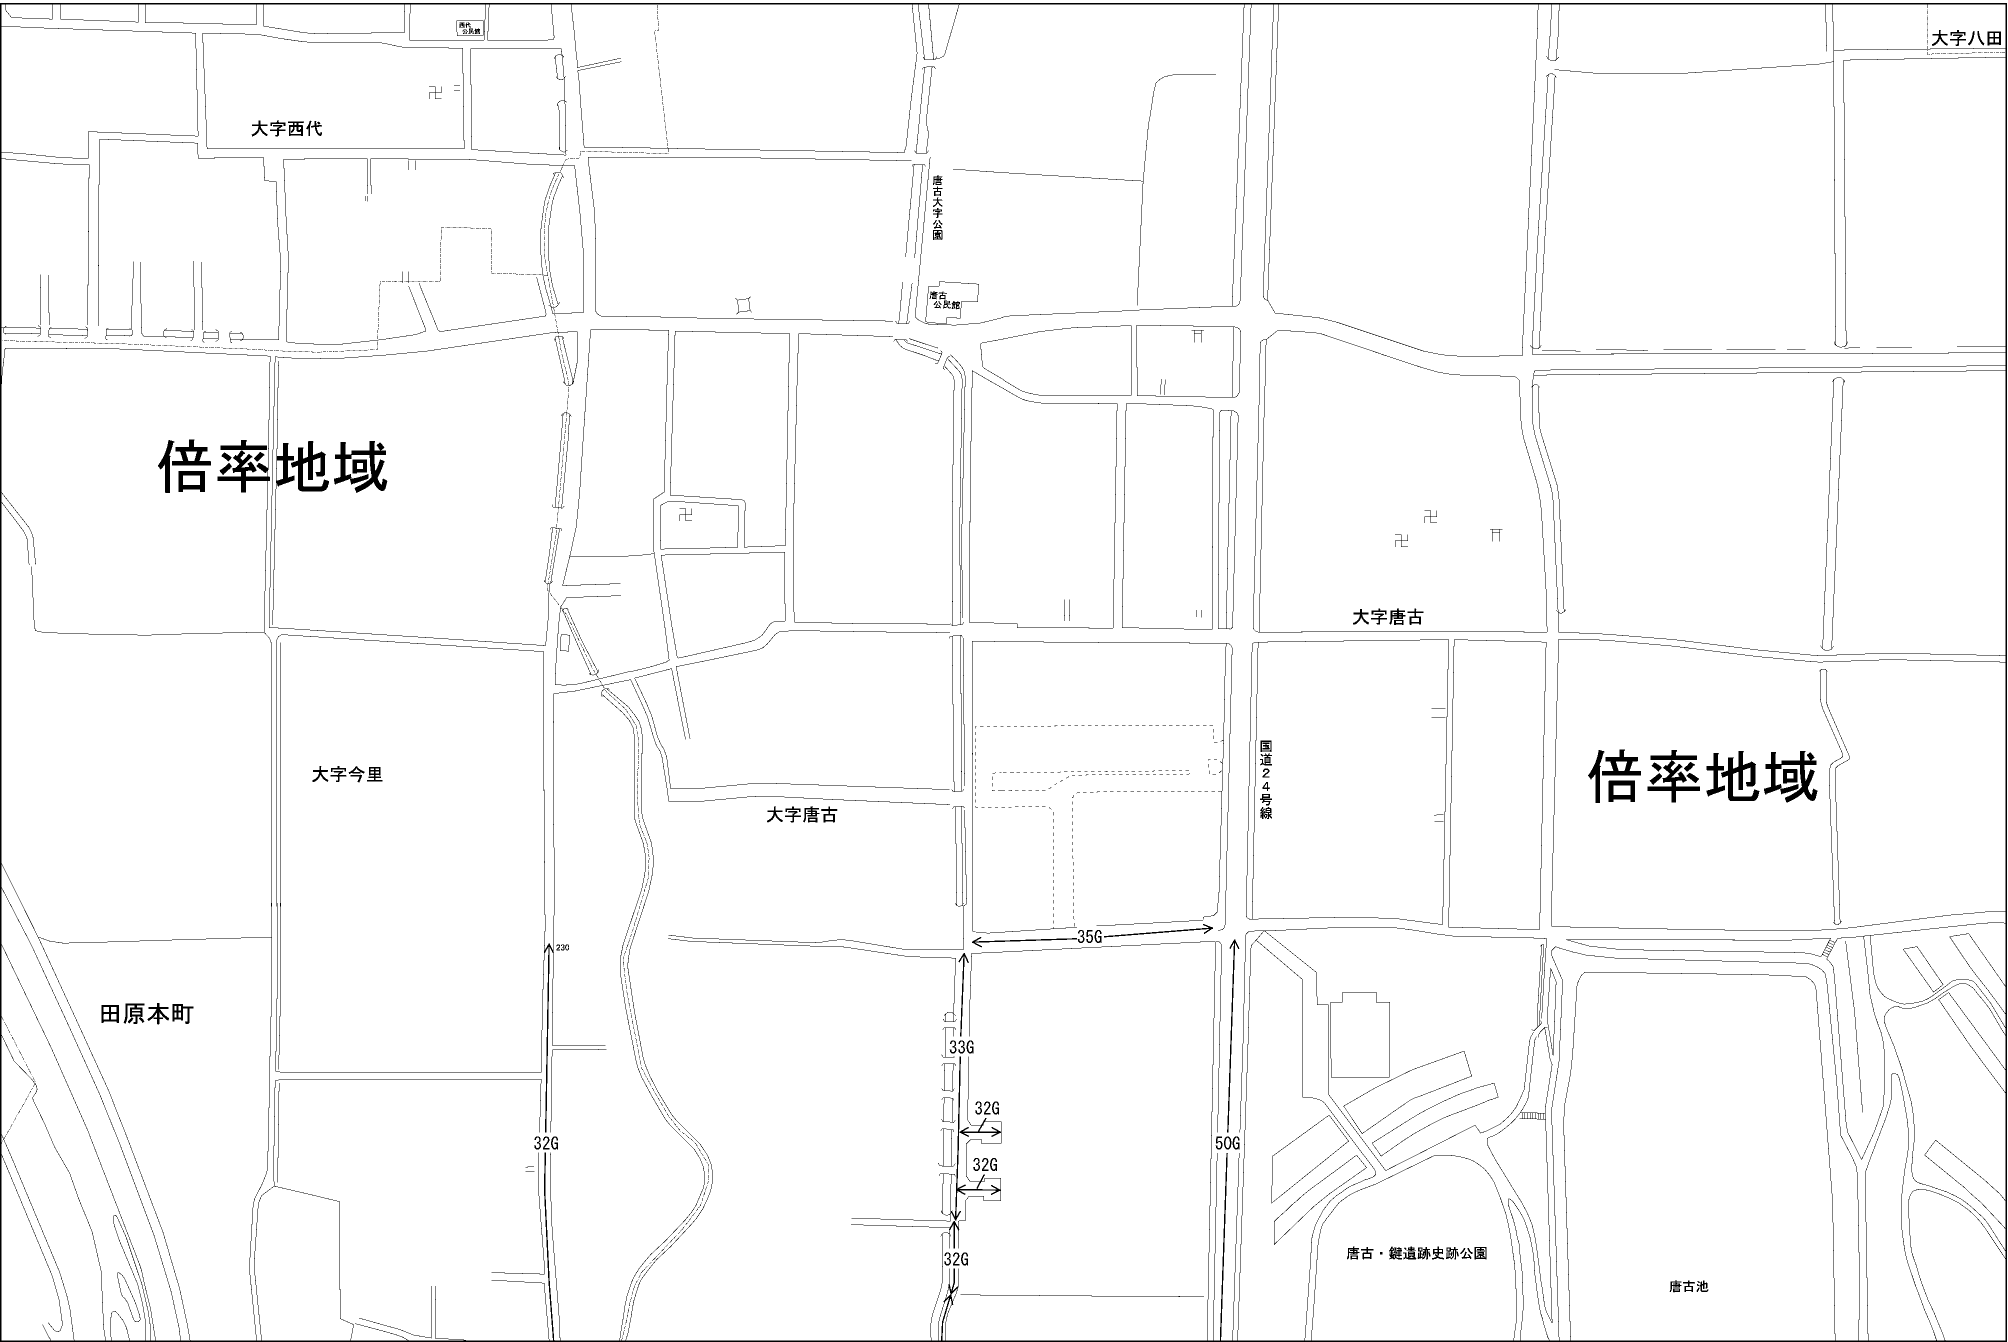 西代
公民館
大字八田
大字西代
唐古大字公園
唐古
公民館
倍率地域
大字唐古
国道24号線
大字今里
倍率地域
大字唐古
35G
230
田原本町
33G
32G
32G
50G
32G
唐古・鍵遺跡史跡公園
32G
唐古池